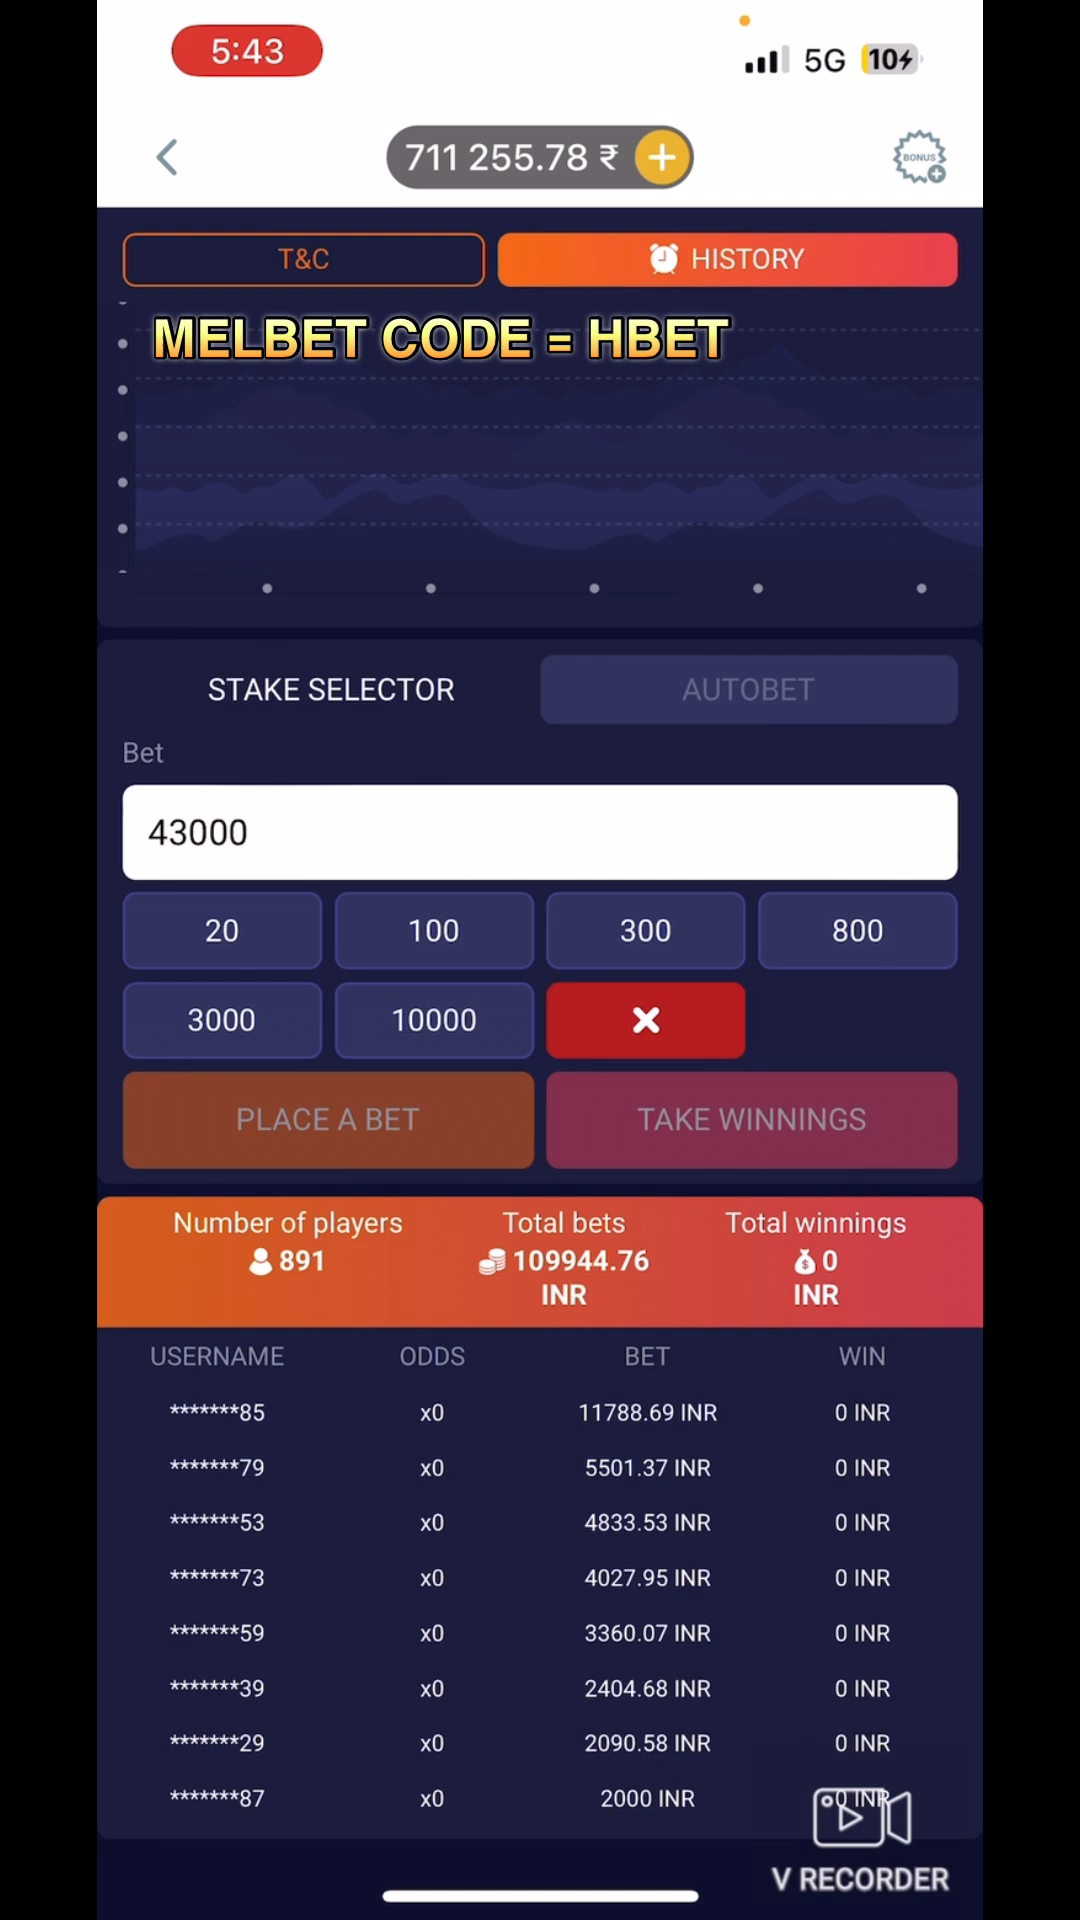 5:43
5G 10
711 255.78 ₹ +
BONUS
T&C
HISTORY
MELBET CODE = HBET
STAKE SELECTOR
AUTOBET
Bet
43000
20 100 300 800
3000 10000
PLACE A BET
TAKE WINNINGS
Number of players Total bets Total winnings
891 109944.76 0
INR INR
USERNAME ODDS BET WIN
*******85 x0 11788.69 INR 0 INR
*******79 x0 5501.37 INR 0 INR
*******53 x0 4833.53 INR 0 INR
*******73 x0 4027.95 INR 0 INR
*******59 x0 3360.07 INR 0 INR
*******39 x0 2404.68 INR 0 INR
*******29 x0 2090.58 INR 0 INR
*******87 x0 2000 INR 0 INR
V RECORDER